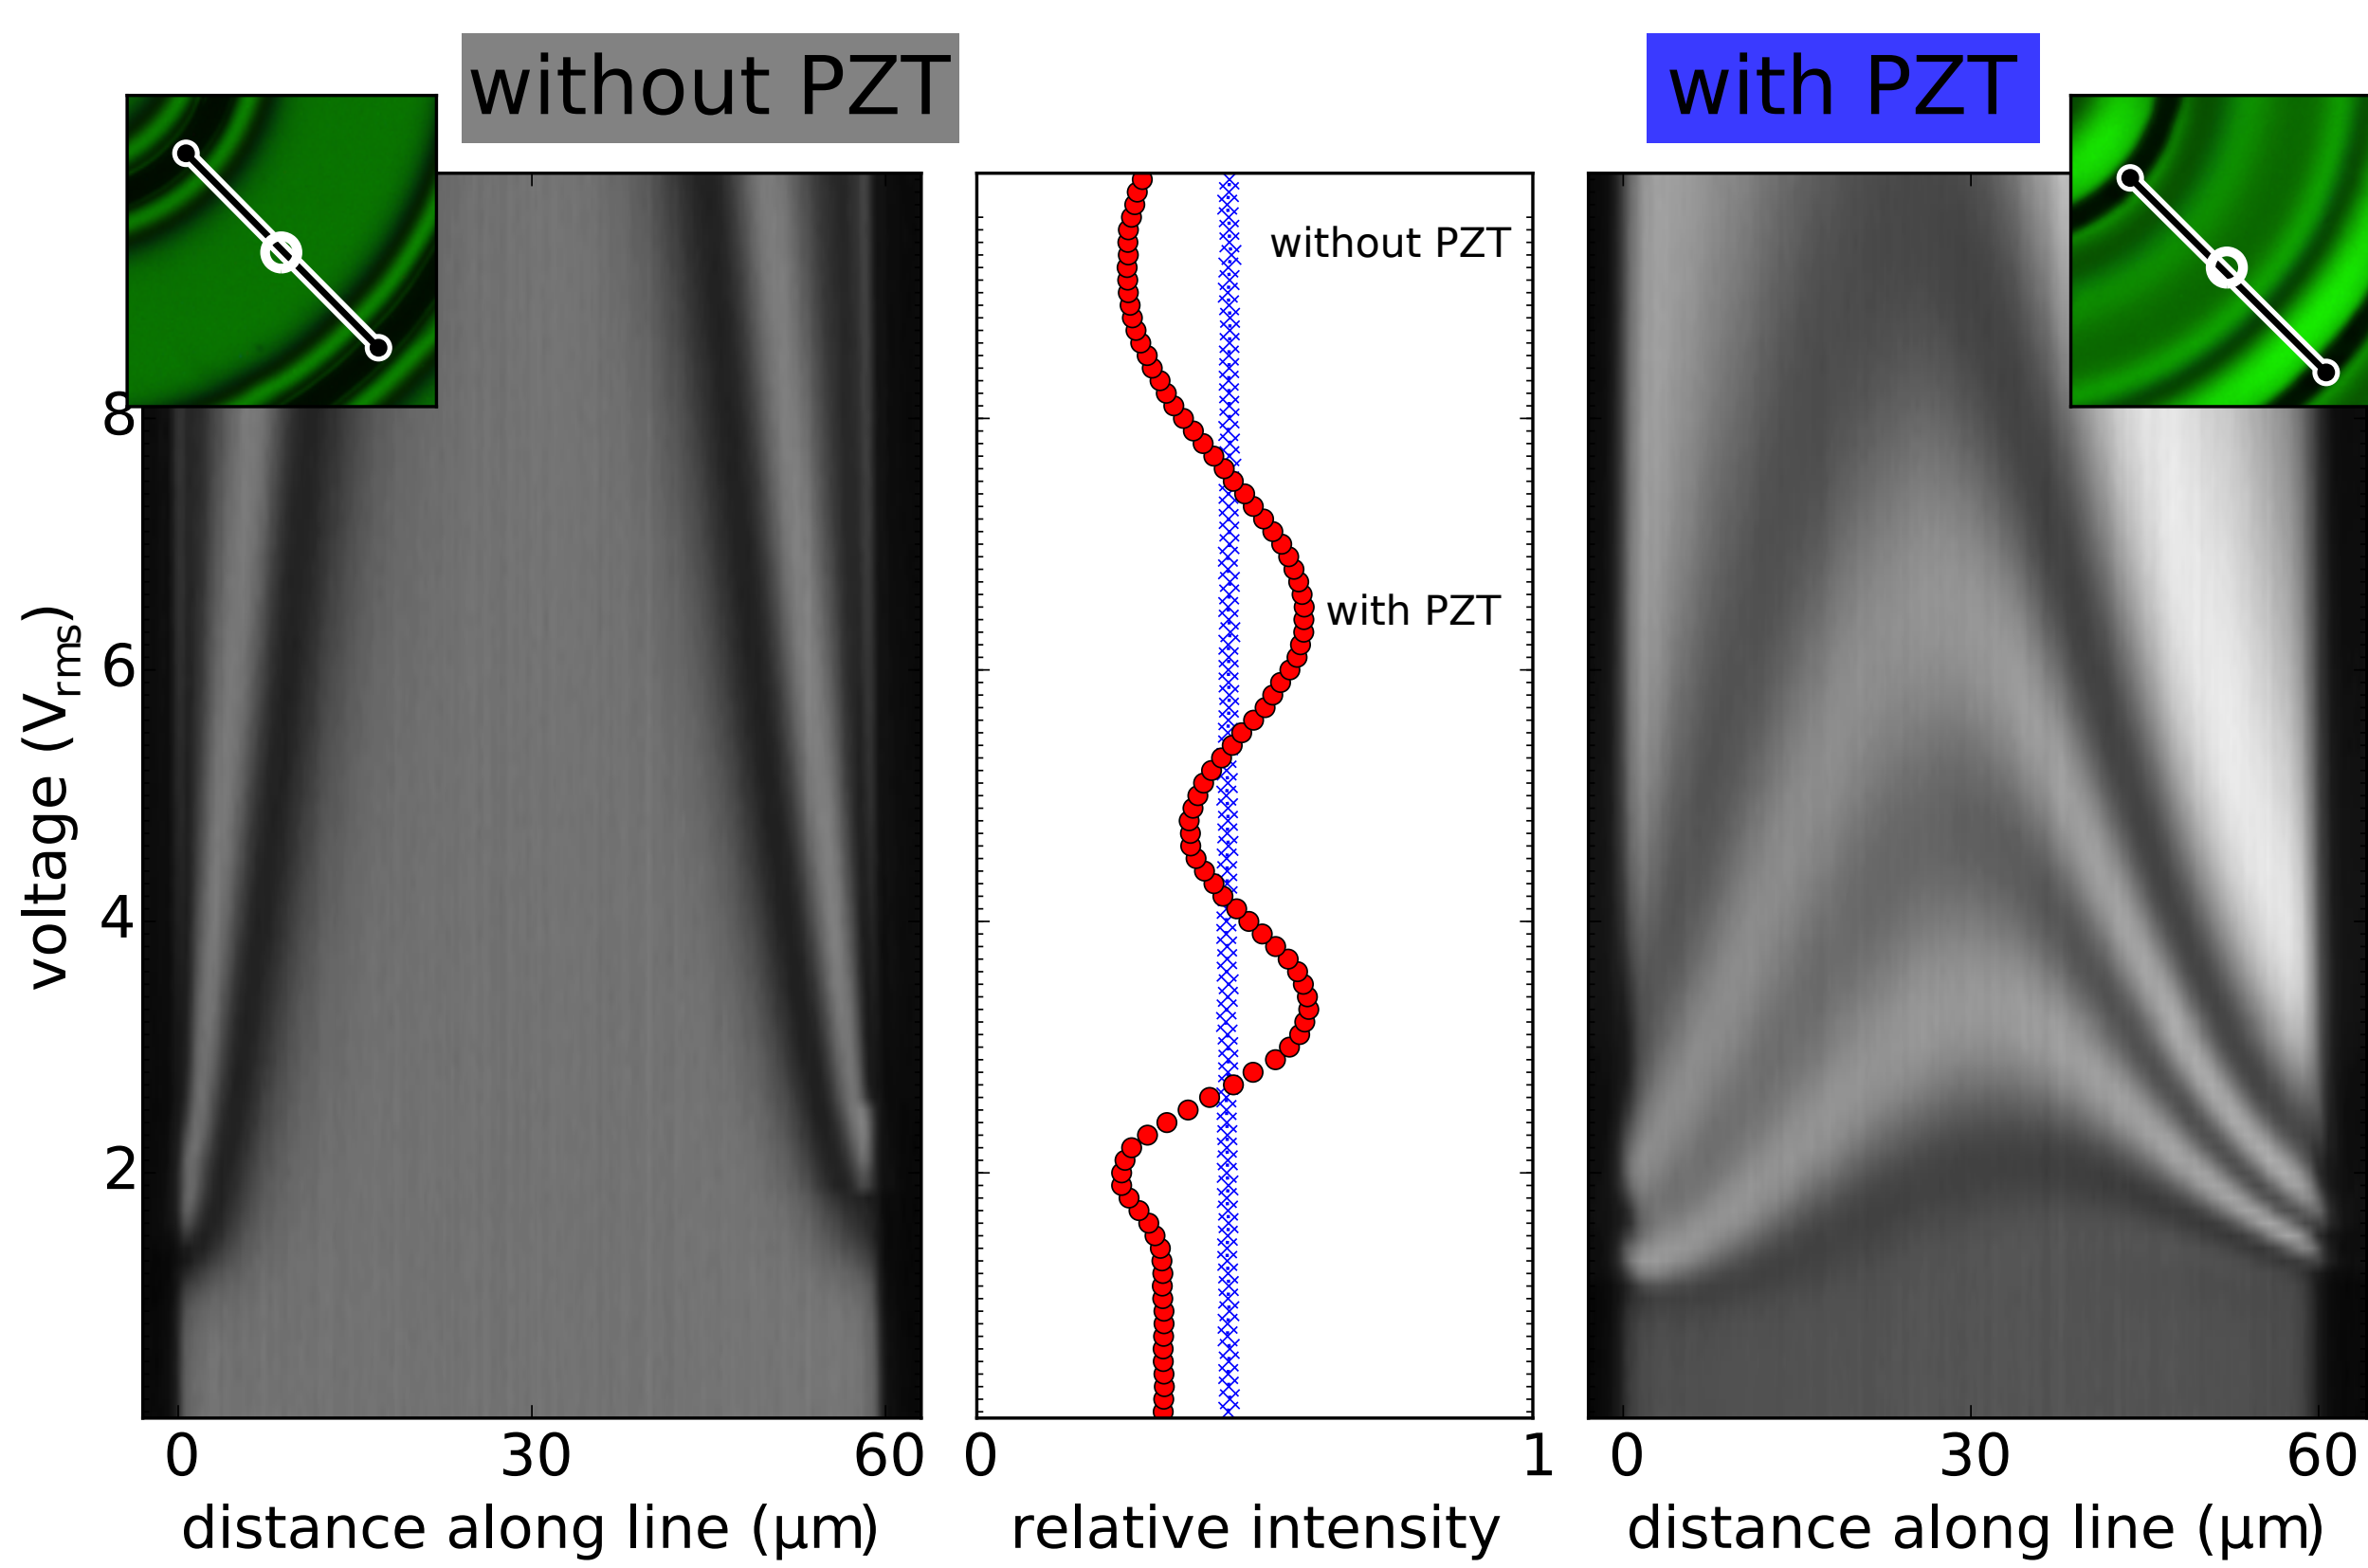 without PZT
with PZT
without PZT
with PZT
voltage (Vrms)
8
6
4
2
0 30 60
0 1
0 30 60
distance along line (μm)
relative intensity
distance along line (μm)